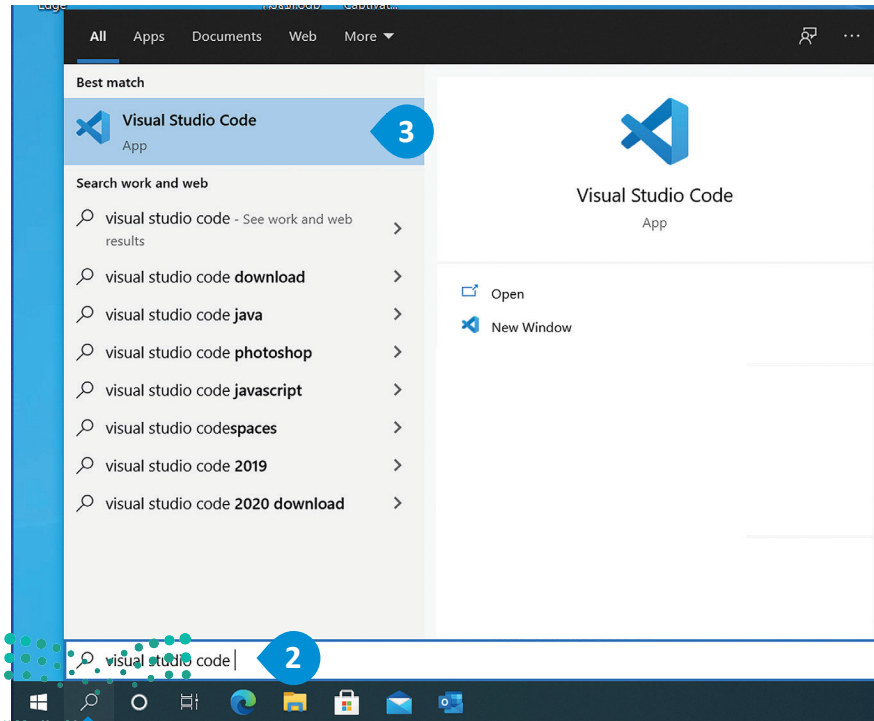 Edge
All Apps Documents Web More
Best match
Visual Studio Code
App
3
Search work and web
visual studio code - See work and web
results
visual studio code download
visual studio code java
visual studio code photoshop
visual studio code javascript
visual studio codespaces
visual studio code 2019
visual studio code 2020 download
Visual Studio Code
App
Open
New Window
visual studio code
2